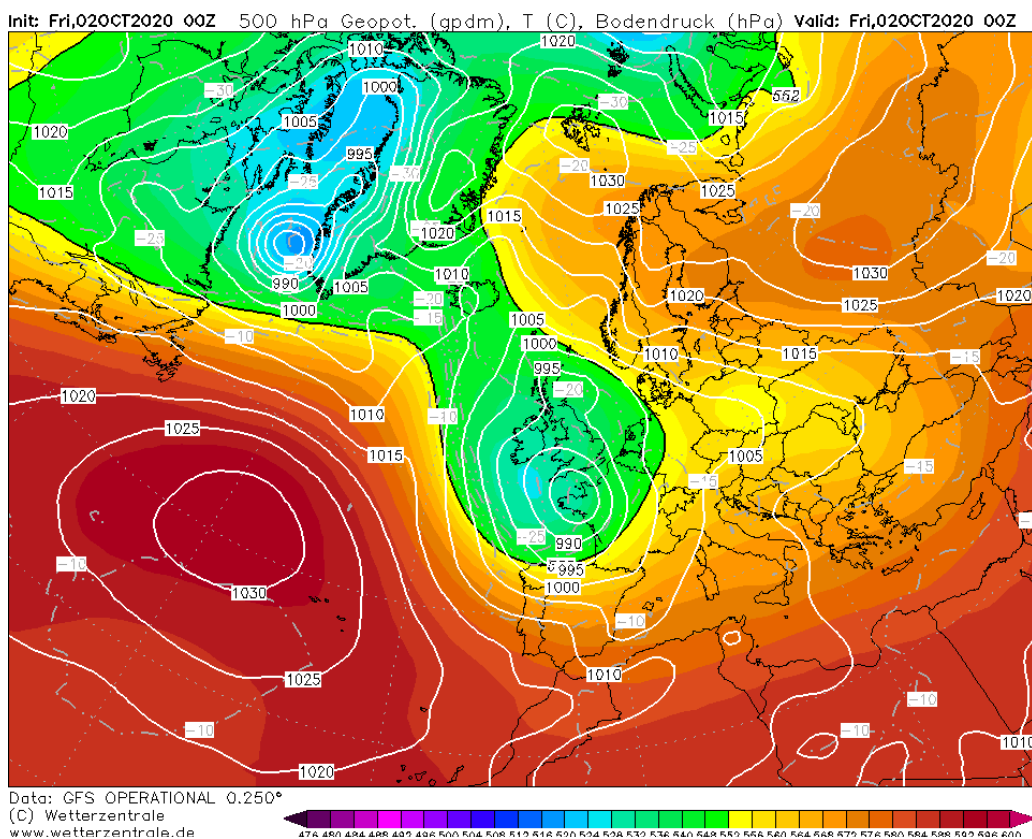 Init: Fri,02OCT2020 00Z 500 hPa Geopot. (gpdm), T (C), Bodendruck (hPa) Valid: Fri,02OCT2020 00Z
1010 1020
-30 1000 552
1020 1005 -30 1015
995 -25
1015 -25 -30 -20 1030 1025
1015 1025 -20
-25 1020
-20 1010 1030 -20
990 1005 -20 1020 1025 1020
1000 -15 1005
-10 1000 1010 1015 -15
995
1020 1010 -10 -20
1025 1015 1005
-15 -15
-25 990
-10 995
1030 1000
-10
1025 1010
-10 -10 1010
1020
Data: GFS OPERATIONAL 0.250°
(C) Wetterzentrale
www.wetterzentrale.de
476 480 484 488 492 496 500 504 508 512 516 520 524 528 532 536 540 548 552 556 560 564 568 572 576 580 584 588 592 596 600